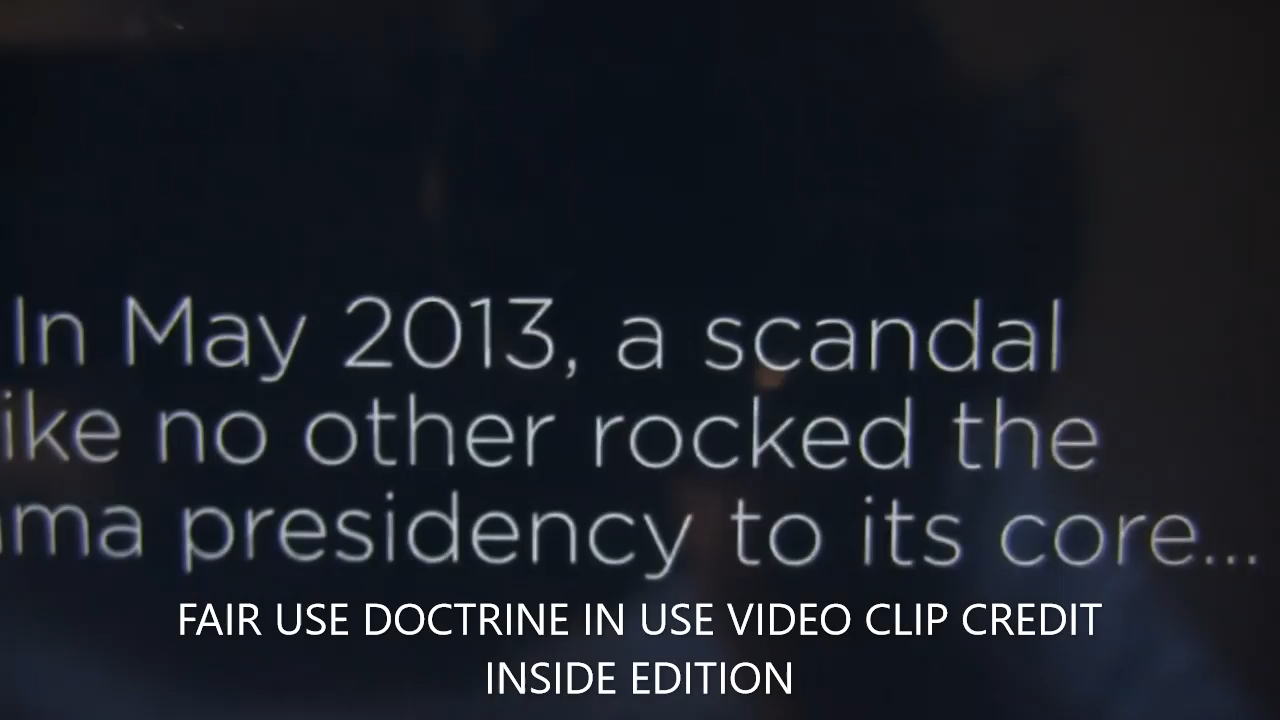 In May 2013, a scandal
ike no other rocked the
ama presidency to its core...
FAIR USE DOCTRINE IN USE VIDEO CLIP CREDIT
INSIDE EDITION